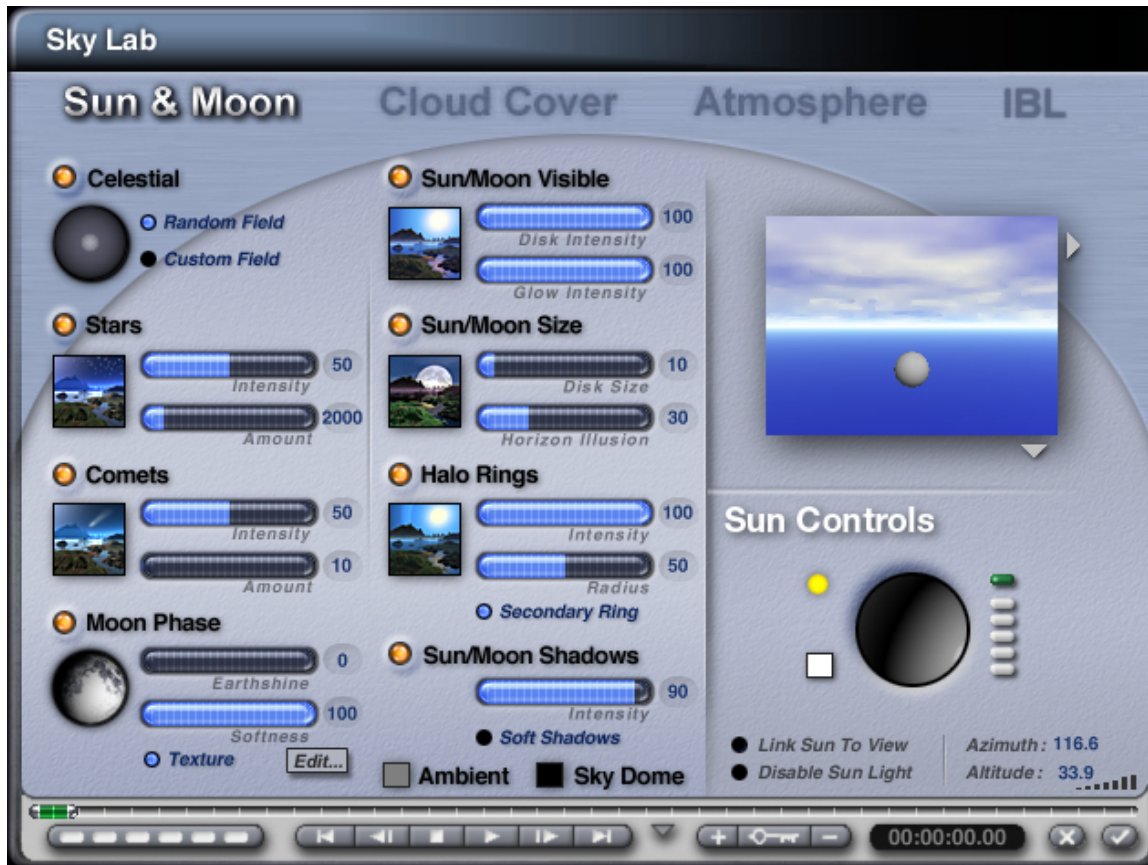 Sky Lab
Sun & Moon Cloud Cover Atmosphere IBL
Celestial
Random Field
Custom Field
Stars
50
Intensity
2000
Amount
Comets
50
Intensity
10
Amount
Moon Phase
0
Earthshine
100
Softness
Texture
Edit...
Sun/Moon Visible
100
Disk Intensity
100
Glow Intensity
Sun/Moon Size
10
Disk Size
30
Horizon Illusion
Halo Rings
100
Intensity
50
Radius
Secondary Ring
Sun/Moon Shadows
90
Intensity
Soft Shadows
Ambient Sky Dome
Sun Controls
Link Sun To View
Disable Sun Light
Azimuth: 116.6
Altitude: 33.9
00:00:00.00